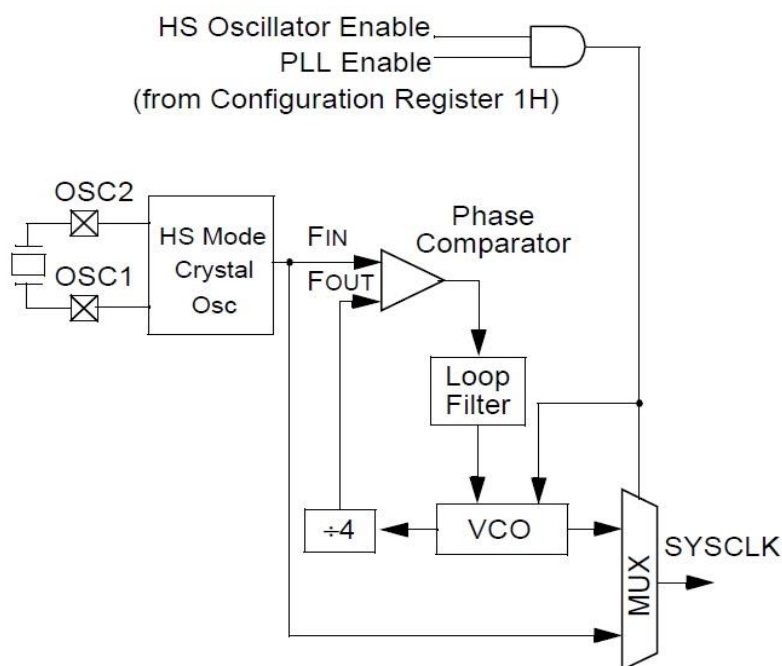 HS Oscillator Enable
PLL Enable
(from Configuration Register 1H)
OSC2
OSC1
HS Mode
Crystal
Osc
FIN
FOUT
Phase
Comparator
Loop
Filter
÷4
VCO
SYSCLK
MUX